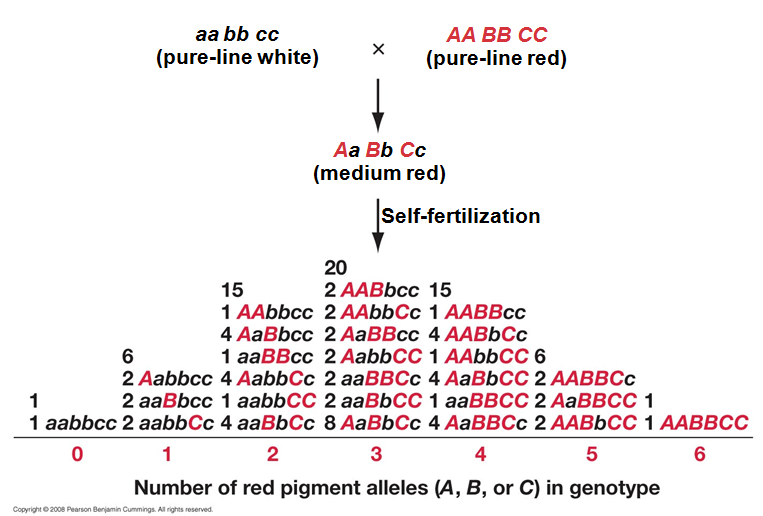 aa bb cc × AA BB CC
(pure-line white) (pure-line red)
Aa Bb Cc
(medium red)
Self-fertilization
20
15 2 AABbcc 15
1 AAbbcc 2 AAbbCc 1 AABBcc
4 AaBbcc 2 AaBBcc 4 AABbCc
6 1 aaBBcc 2 AabbCC 1 AAbbCC 6
2 Aabbcc 4 AabbCc 2 aaBBCc 4 AaBbCC 2 AABBCc
1 2 aaBbcc 1 aabbCC 2 aaBbCC 1 aaBBCC 2 AaBBCC 1
1 aabbcc 2 aabbCc 4 aaBbCc 8 AaBbCc 4 AaBBCc 2 AABbCC 1 AABBCC
0 1 2 3 4 5 6
Number of red pigment alleles (A, B, or C) in genotype
Copyright © 2008 Pearson Benjamin Cummings. All rights reserved.